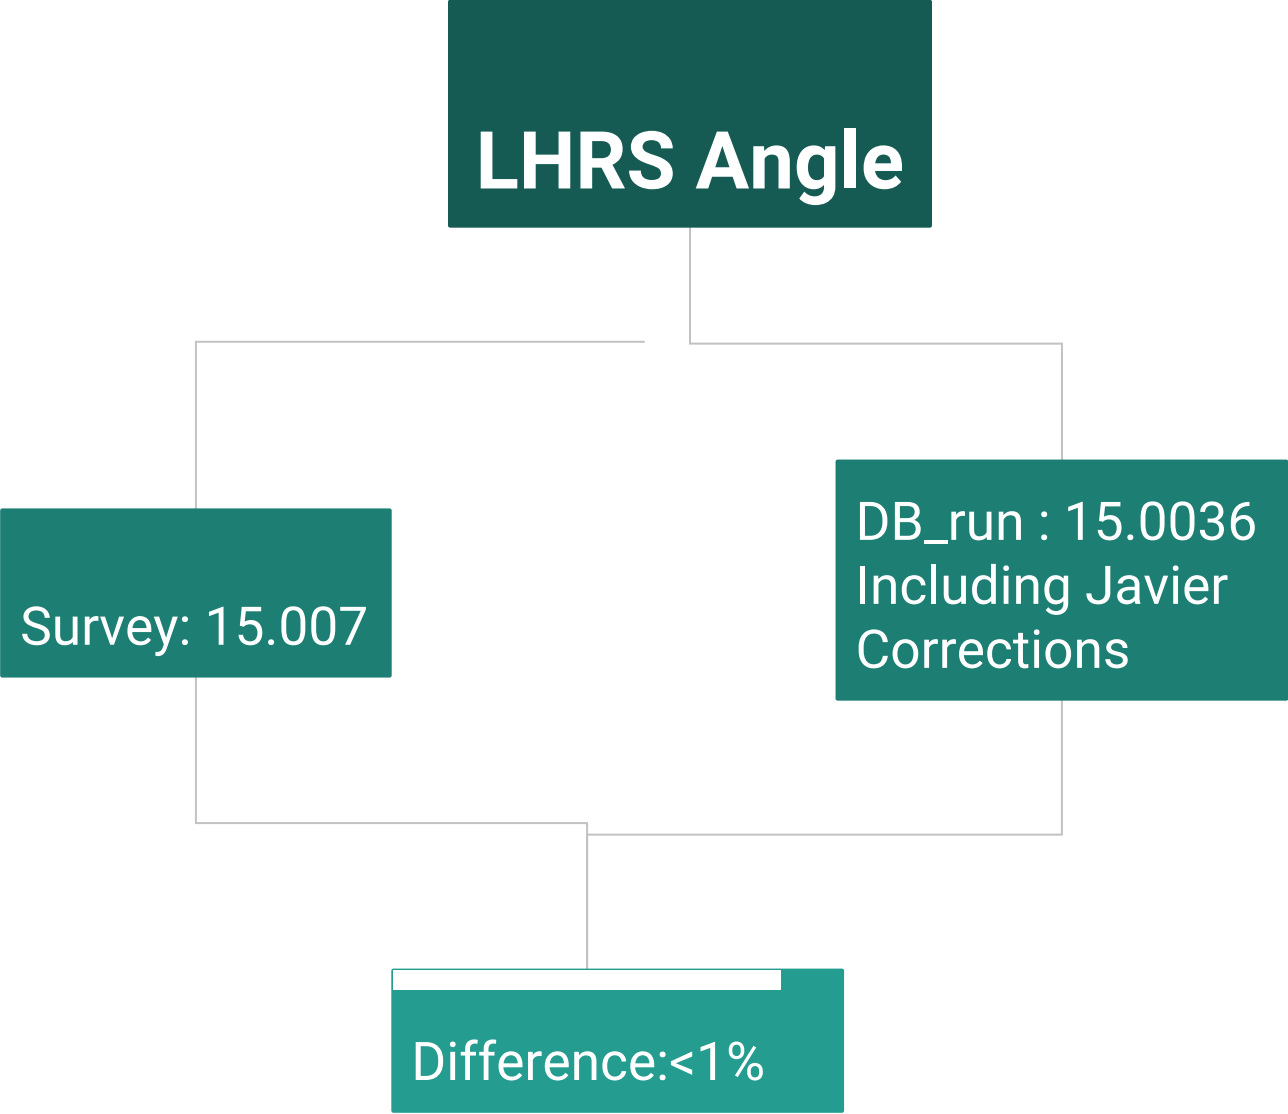 LHRS Angle
Survey: 15.007
DB_run : 15.0036
Including Javier
Corrections
Difference:<1%